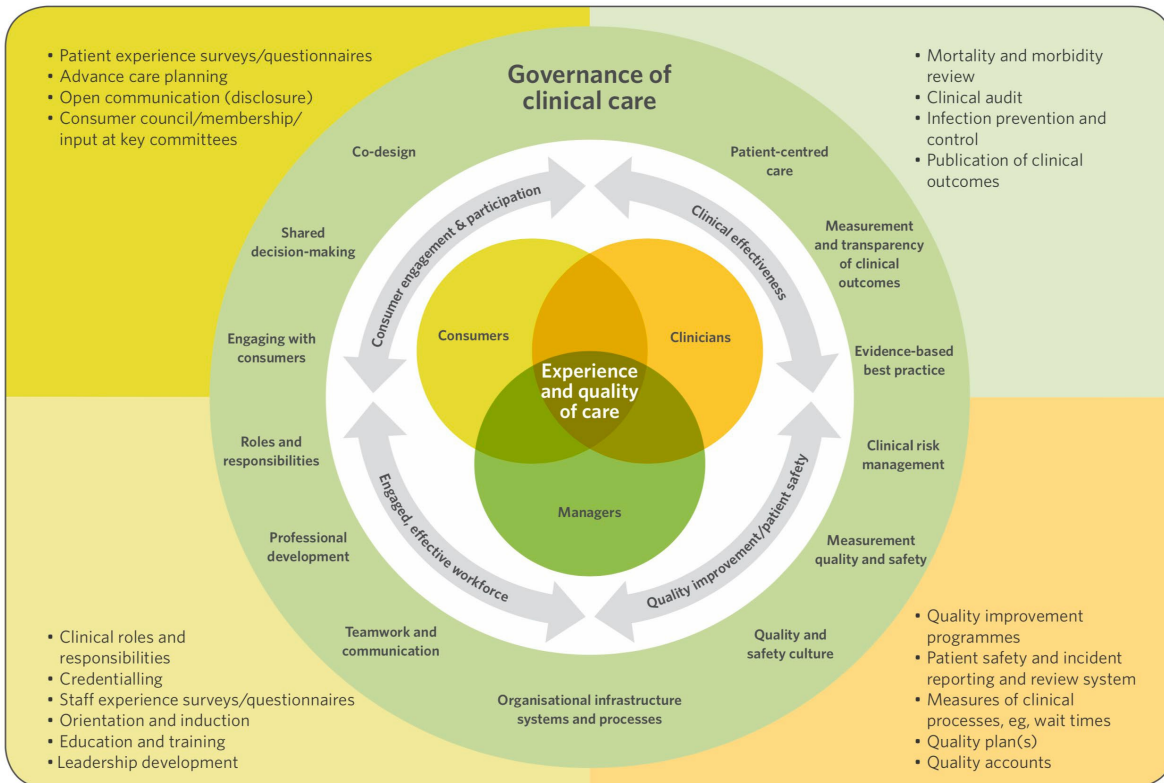 • Patient experience surveys/questionnaires
• Advance care planning
• Open communication (disclosure)
• Consumer council/membership/
input at key committees
• Mortality and morbidity
review
• Clinical audit
• Infection prevention and
control
• Publication of clinical
outcomes
Governance of
clinical care
Co-design
Patient-centred
care
Shared
decision-making
Measurement
and transparency
of clinical
outcomes
Engaging with
consumers
Evidence-based
best practice
Roles and
responsibilities
Clinical risk
management
Professional
development
Measurement
quality and safety
Teamwork and
communication
Quality and
safety culture
Organisational infrastructure
systems and processes
Consumer engagement & participation
Clinical effectiveness
Engaged, effective workforce
Quality improvement/patient safety
Consumers
Clinicians
Experience
and quality
of care
Managers
• Clinical roles and
responsibilities
• Credentialling
• Staff experience surveys/questionnaires
• Orientation and induction
• Education and training
• Leadership development
• Quality improvement
programmes
• Patient safety and incident
reporting and review system
• Measures of clinical
processes, eg, wait times
• Quality plan(s)
• Quality accounts